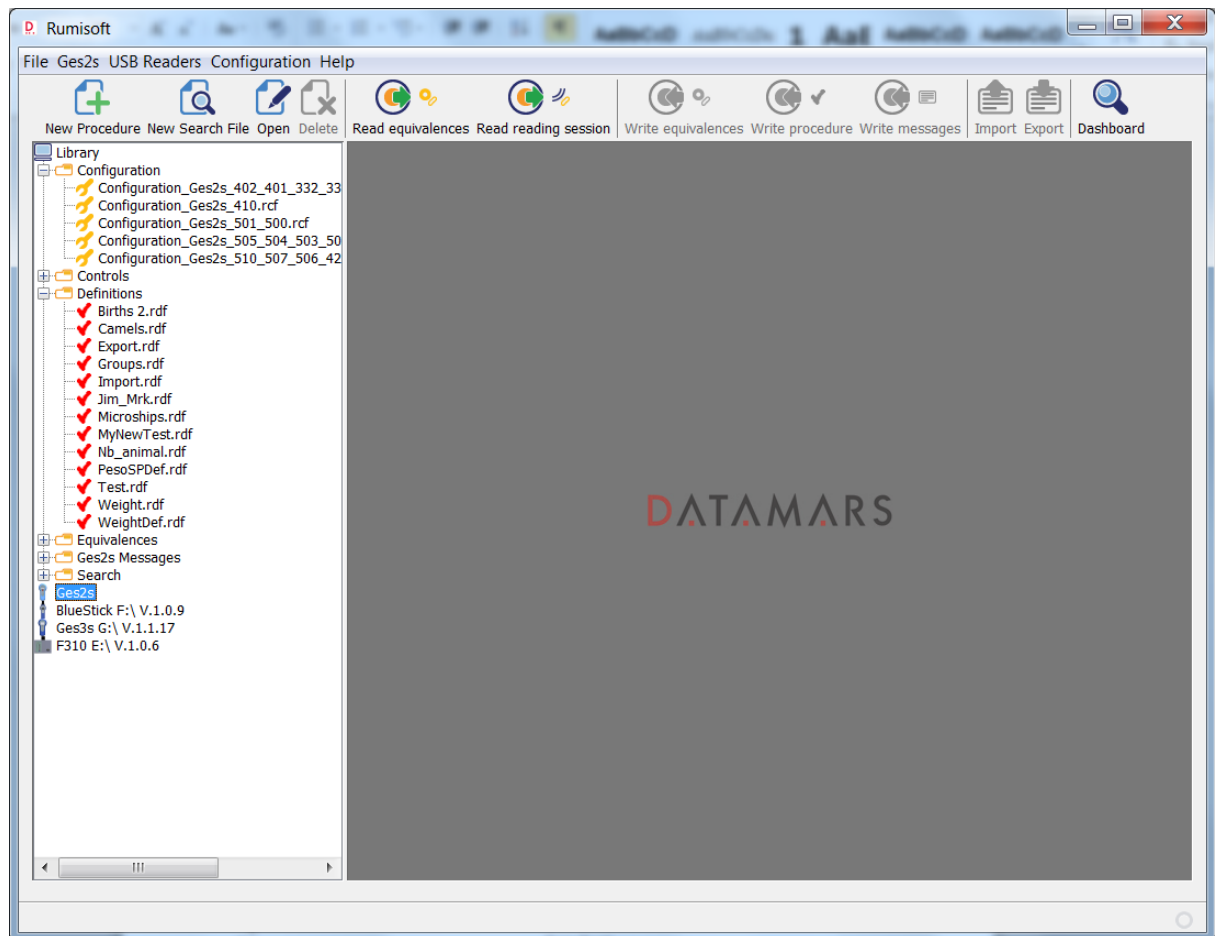 Rumisoft
File Ges2s USB Readers Configuration Help
New Procedure New Search File Open Delete Read equivalences Read reading session Write equivalences Write procedure Write messages Import Export Dashboard
Library
Configuration
Configuration_Ges2s_402_401_332_33
Configuration_Ges2s_410.rcf
Configuration_Ges2s_501_500.rcf
Configuration_Ges2s_505_504_503_50
Configuration_Ges2s_510_507_506_42
Controls
Definitions
Births 2.rdf
Camels.rdf
Export.rdf
Groups.rdf
Import.rdf
Jim_Mrk.rdf
Microships.rdf
MyNewTest.rdf
Nb_animal.rdf
PesoSPDef.rdf
Test.rdf
Weight.rdf
WeightDef.rdf
Equivalences
Ges2s Messages
Search
Ges2s
BlueStick F:\ V.1.0.9
Ges3s G:\ V.1.1.17
F310 E:\ V.1.0.6
DATAMARS